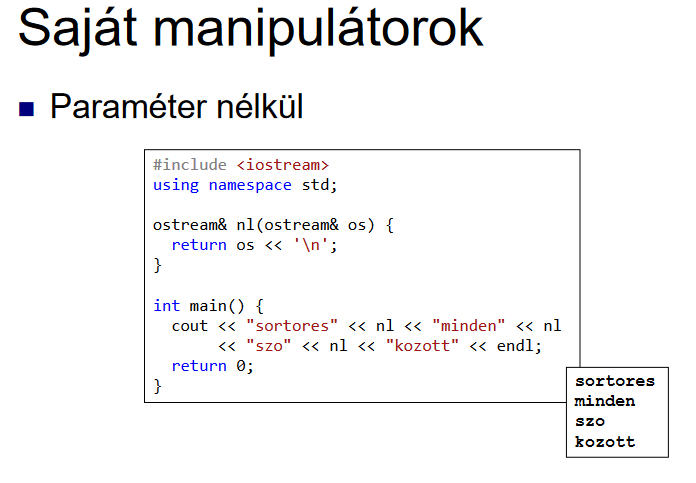 Saját manipulátorok
Paraméter nélkül
#include <iostream>
using namespace std;
ostream& nl(ostream& os) {
  return os << '\n';
}
int main() {
  cout << "sortores" << nl << "minden" << nl
       << "szo" << nl << "kozott" << endl;
  return 0;
}
sortores
minden
szo
kozott